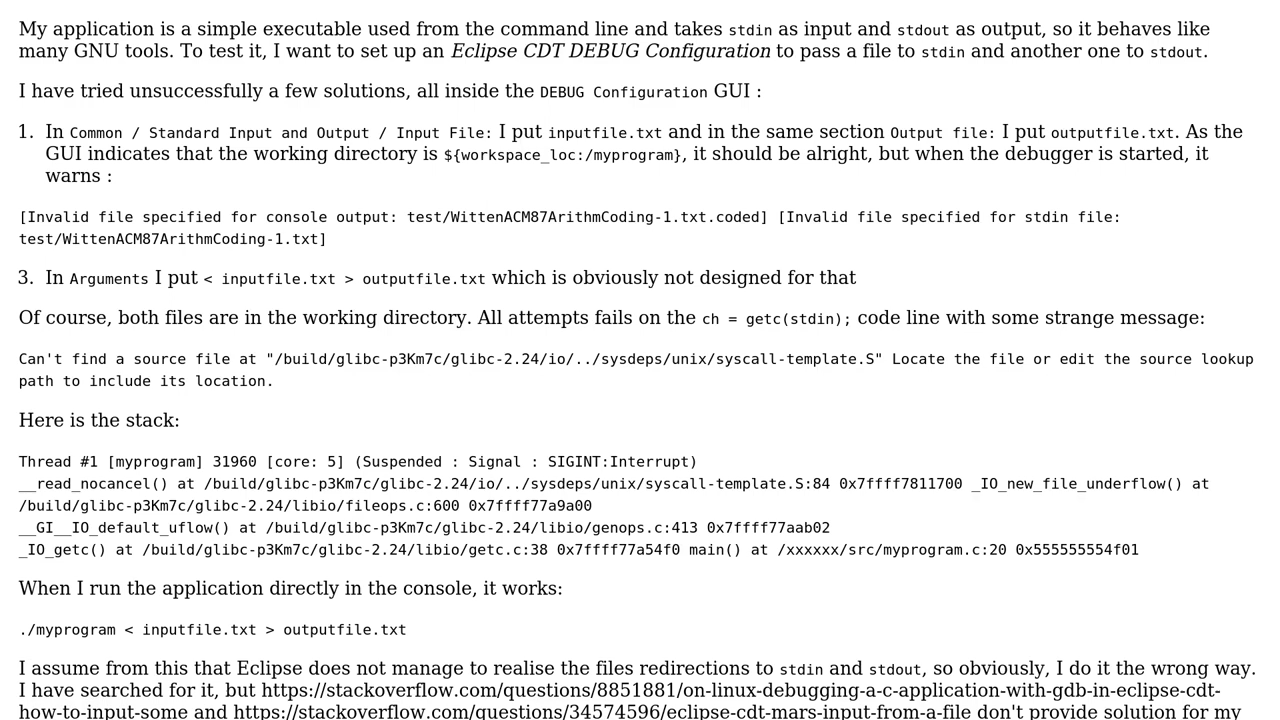 My application is a simple executable used from the command line and takes stdin as input and stdout as output, so it behaves like
many GNU tools. To test it, I want to set up an Eclipse CDT DEBUG Configuration to pass a file to stdin and another one to stdout.
I have tried unsuccessfully a few solutions, all inside the DEBUG Configuration GUI :
1. In Common / Standard Input and Output / Input File: I put inputfile.txt and in the same section Output file: I put outputfile.txt. As the
GUI indicates that the working directory is ${workspace_loc:/myprogram}, it should be alright, but when the debugger is started, it
warns :
[Invalid file specified for console output: test/WittenACM87ArithmCoding-1.txt.coded] [Invalid file specified for stdin file:
test/WittenACM87ArithmCoding-1.txt]
3. In Arguments I put < inputfile.txt > outputfile.txt which is obviously not designed for that
Of course, both files are in the working directory. All attempts fails on the ch = getc(stdin); code line with some strange message:
Can't find a source file at "/build/glibc-p3Km7c/glibc-2.24/io/../sysdeps/unix/syscall-template.S" Locate the file or edit the source lookup
path to include its location.
Here is the stack:
Thread #1 [myprogram] 31960 [core: 5] (Suspended : Signal : SIGINT:Interrupt)
__read_nocancel() at /build/glibc-p3Km7c/glibc-2.24/io/../sysdeps/unix/syscall-template.S:84 0x7ffff7811700 _IO_new_file_underflow() at
/build/glibc-p3Km7c/glibc-2.24/libio/fileops.c:600 0x7ffff77a9a00
__GI__IO_default_uflow() at /build/glibc-p3Km7c/glibc-2.24/libio/genops.c:413 0x7ffff77aab02
_IO_getc() at /build/glibc-p3Km7c/glibc-2.24/libio/getc.c:38 0x7ffff77a54f0 main() at /xxxxxx/src/myprogram.c:20 0x555555554f01
When I run the application directly in the console, it works:
./myprogram < inputfile.txt > outputfile.txt
I assume from this that Eclipse does not manage to realise the files redirections to stdin and stdout, so obviously, I do it the wrong way.
I have searched for it, but https://stackoverflow.com/questions/8851881/on-linux-debugging-a-c-application-with-gdb-in-eclipse-cdt-
how-to-input-some and https://stackoverflow.com/questions/34574596/eclipse-cdt-mars-input-from-a-file don't provide solution for my